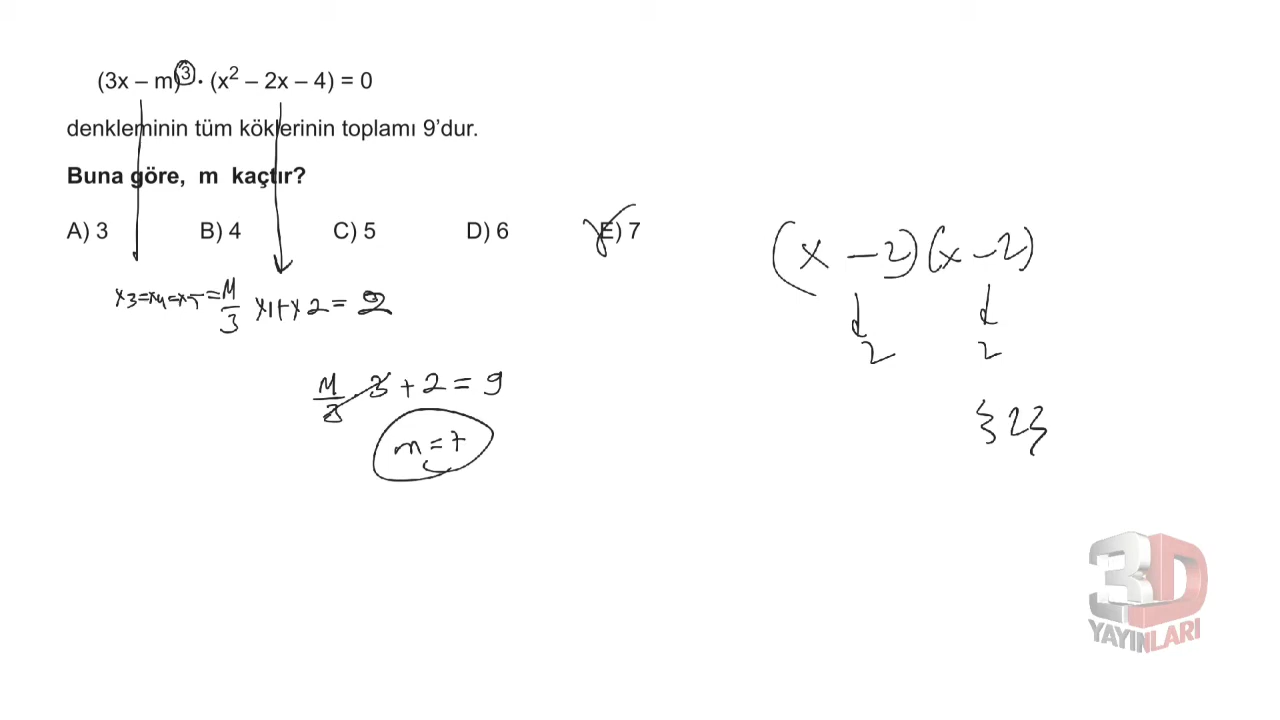 (3x – m)³ · (x² – 2x – 4) = 0
denkleminin tüm köklerinin toplamı 9’dur.
Buna göre, m kaçtır?
A) 3 B) 4 C) 5 D) 6 E) 7
x3=x4=x5=M/3 x1+x2=2
M/3 · 3 + 2 = 9
m=7
(x – 2)(x – 2)
2 2
{2}
3D
YAYINLARI